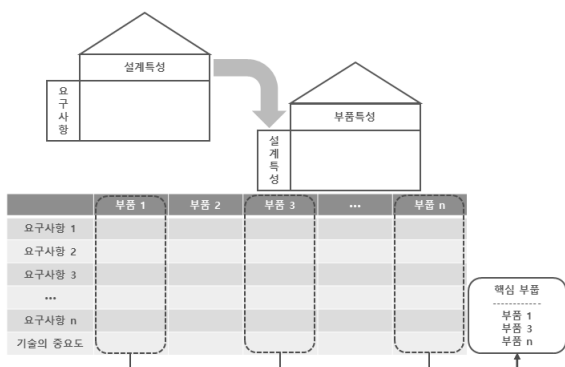 설계특성
요구사항
부품특성
설계특성
부품 1 부품 2 부품 3 ... 부품 n
요구사항 1
요구사항 2
요구사항 3
...
요구사항 n
기술의 중요도
핵심 부품
부품 1
부품 3
부품 n